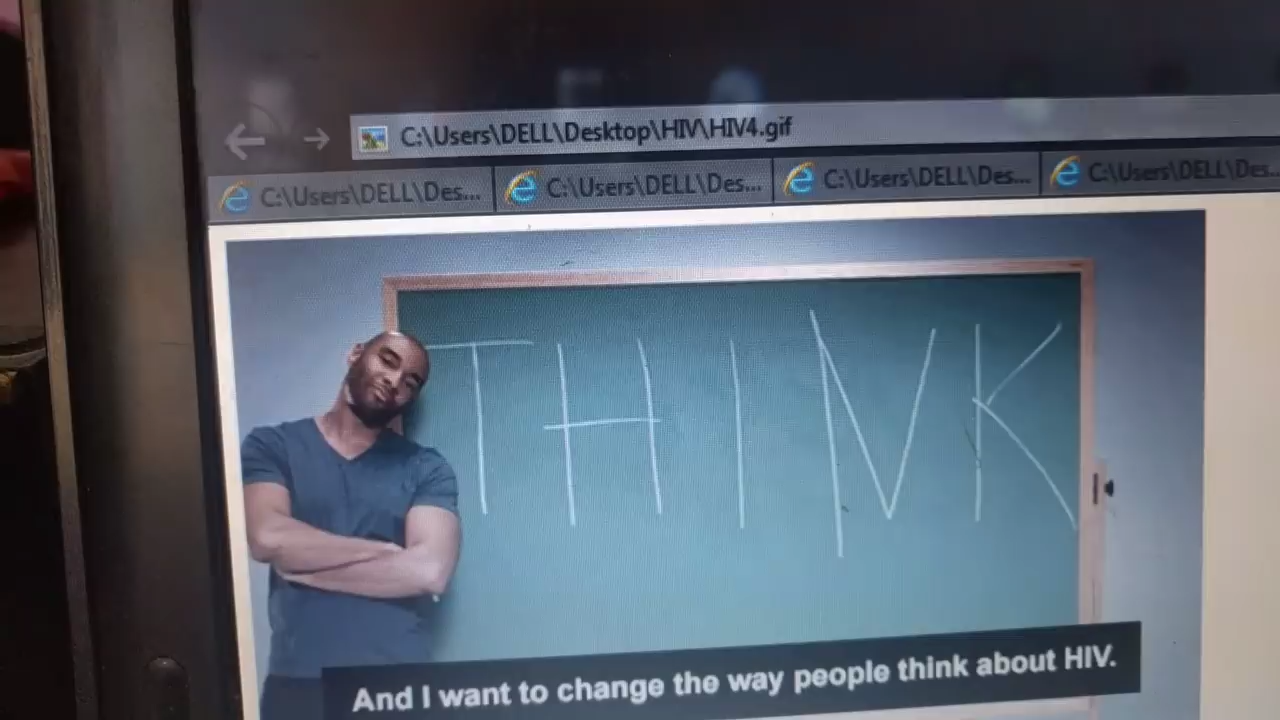 C:\Users\DELL\Desktop\HIV\HIV4.gif
C:\Users\DELL\Des... C:\Users\DELL\Des... C:\Users\DELL\Des... C:\Users\DELL\Des...
THINK
And I want to change the way people think about HIV.